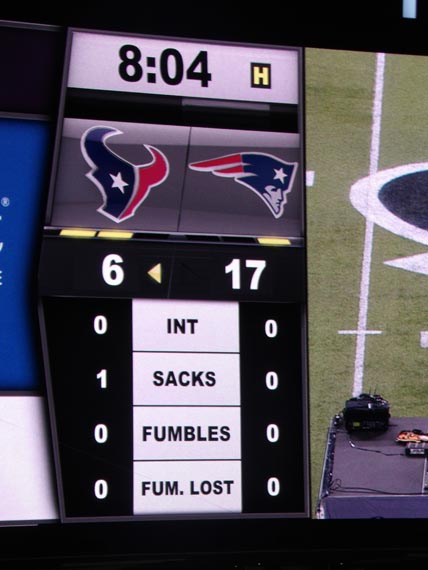 8:04 H
6 17
0 INT 0
1 SACKS 0
0 FUMBLES 0
0 FUM. LOST 0